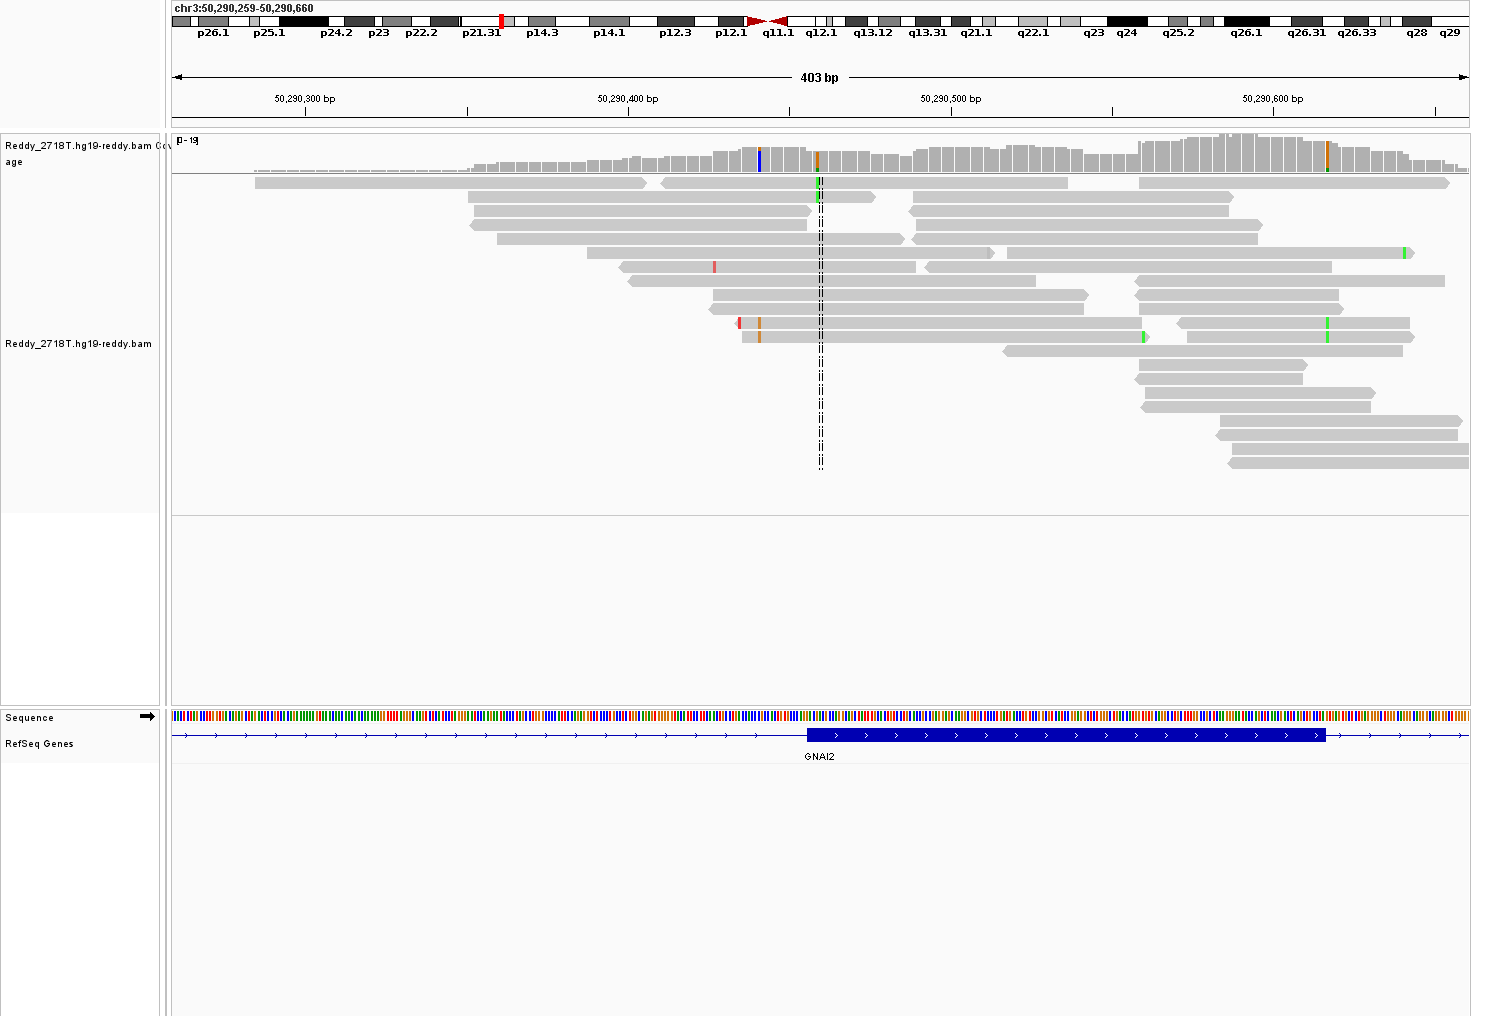 chr3:50,290,259-50,290,660
p26.1 p25.1 p24.2 p23 p22.2 p21.31 p14.3 p14.1 p12.3 p12.1 q11.1 q12.1 q13.12 q13.31 q21.1 q22.1 q23 q24 q25.2 q26.1 q26.31 q26.33 q28 q29
403 bp
50,290,300 bp 50,290,400 bp 50,290,500 bp 50,290,600 bp
[0 - 19]
Reddy_2718T.hg19-reddy.bam Cov
age
Reddy_2718T.hg19-reddy.bam
Sequence
RefSeq Genes
GNAI2